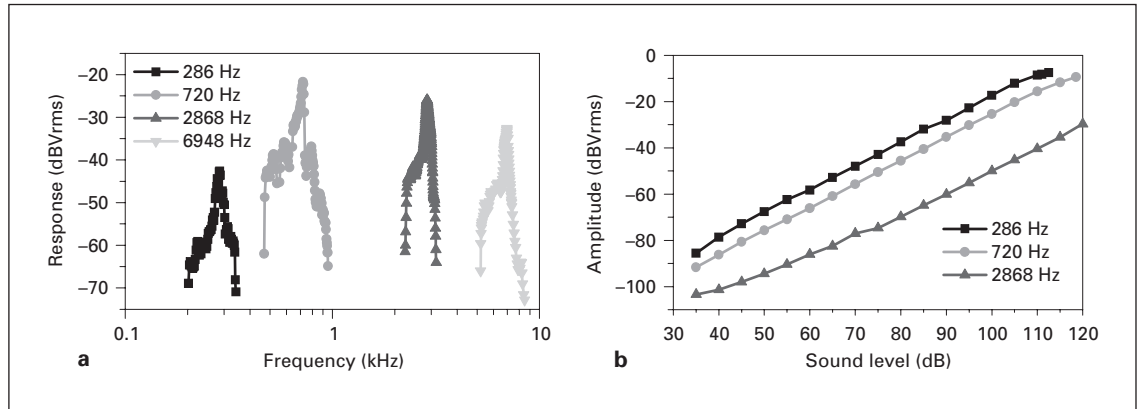 Response (dBVrms)
−20
−30
−40
−50
−60
−70
286 Hz
720 Hz
2868 Hz
6948 Hz
0.1
1
10
a
Frequency (kHz)
Amplitude (dBVrms)
0
−20
−40
−60
−80
−100
286 Hz
720 Hz
2868 Hz
30
40
50
60
70
80
90
100
110
120
b
Sound level (dB)